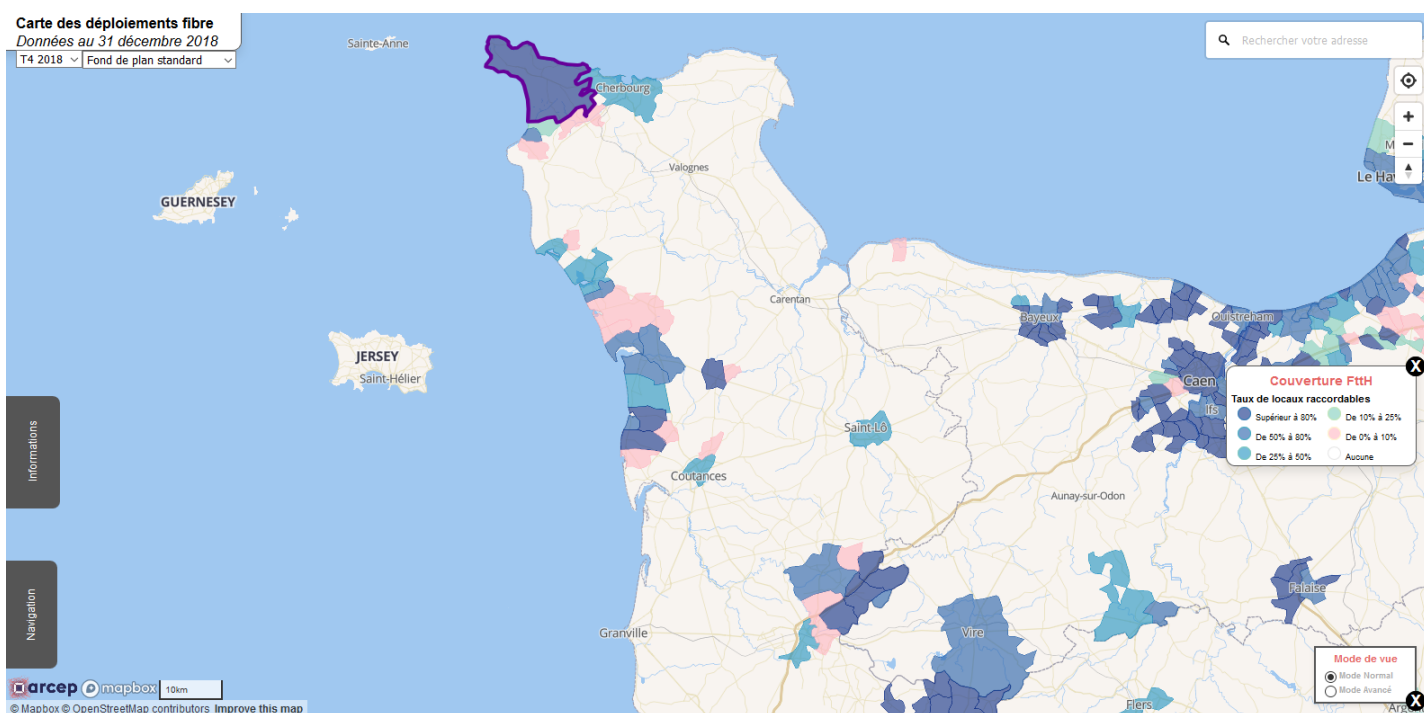 Carte des déploiements fibre
Données au 31 décembre 2018
T4 2018
Fond de plan standard
Rechercher votre adresse
Sainte-Anne
Cherbourg
Valognes
GUERNESEY
Le Ha
Carentan
Bayeux
Ouistreham
JERSEY
Saint-Hélier
Caen
Ifs
Couverture FttH
X
Taux de locaux raccordables
Supérieur à 80%
De 10% à 25%
De 50% à 80%
De 0% à 10%
De 25% à 50%
Aucune
Saint-Lô
Informations
Coutances
Aunay-sur-Odon
Falaise
Navigation
Granville
Vire
Mode de vue
Mode Normal
Mode Avancé
X
Flers
Arge
arcep
mapbox
10km
© Mapbox © OpenStreetMap contributors Improve this map